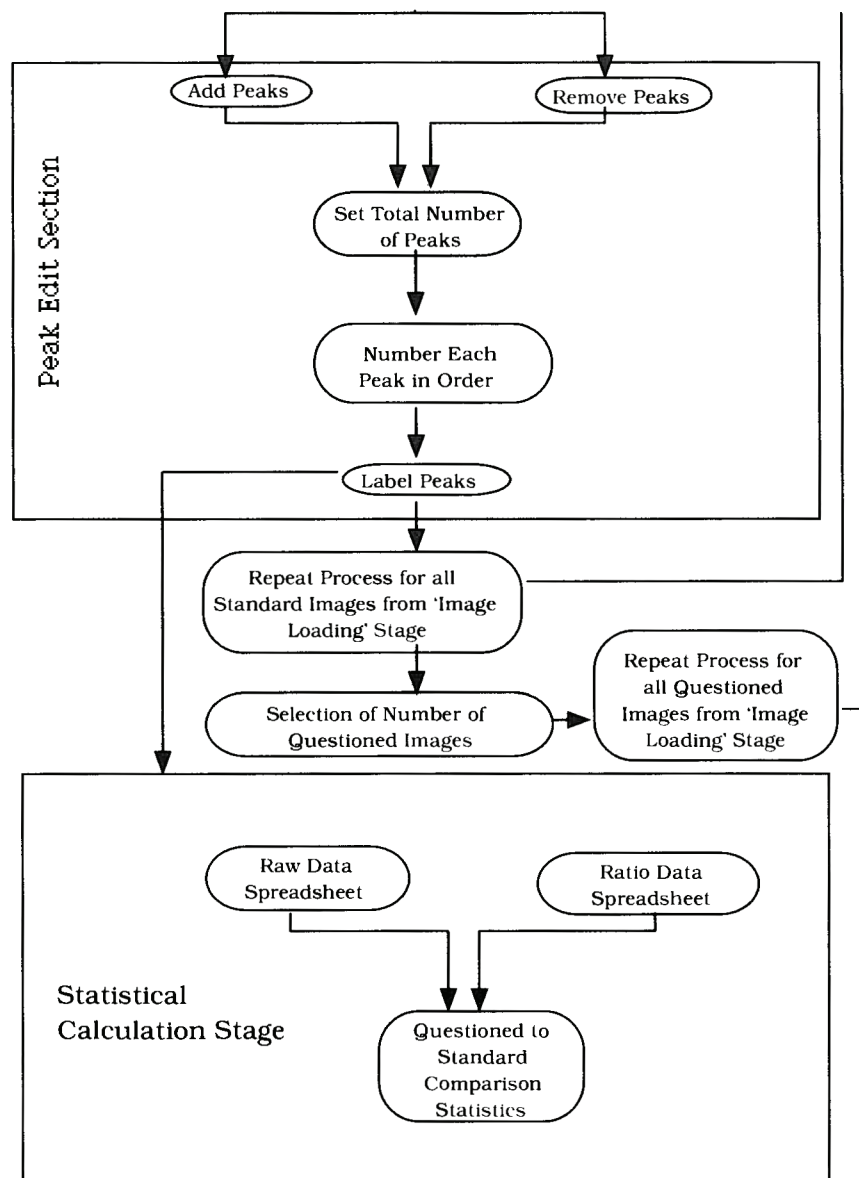 Add Peaks
Remove Peaks
Peak Edit Section
Set Total Number
of Peaks
Number Each
Peak in Order
Label Peaks
Repeat Process for all
Standard Images from ‘Image
Loading’ Stage
Selection of Number of
Questioned Images
Repeat Process for
all Questioned
Images from ‘Image
Loading’ Stage
Raw Data
Spreadsheet
Ratio Data
Spreadsheet
Statistical
Calculation Stage
Questioned to
Standard
Comparison
Statistics